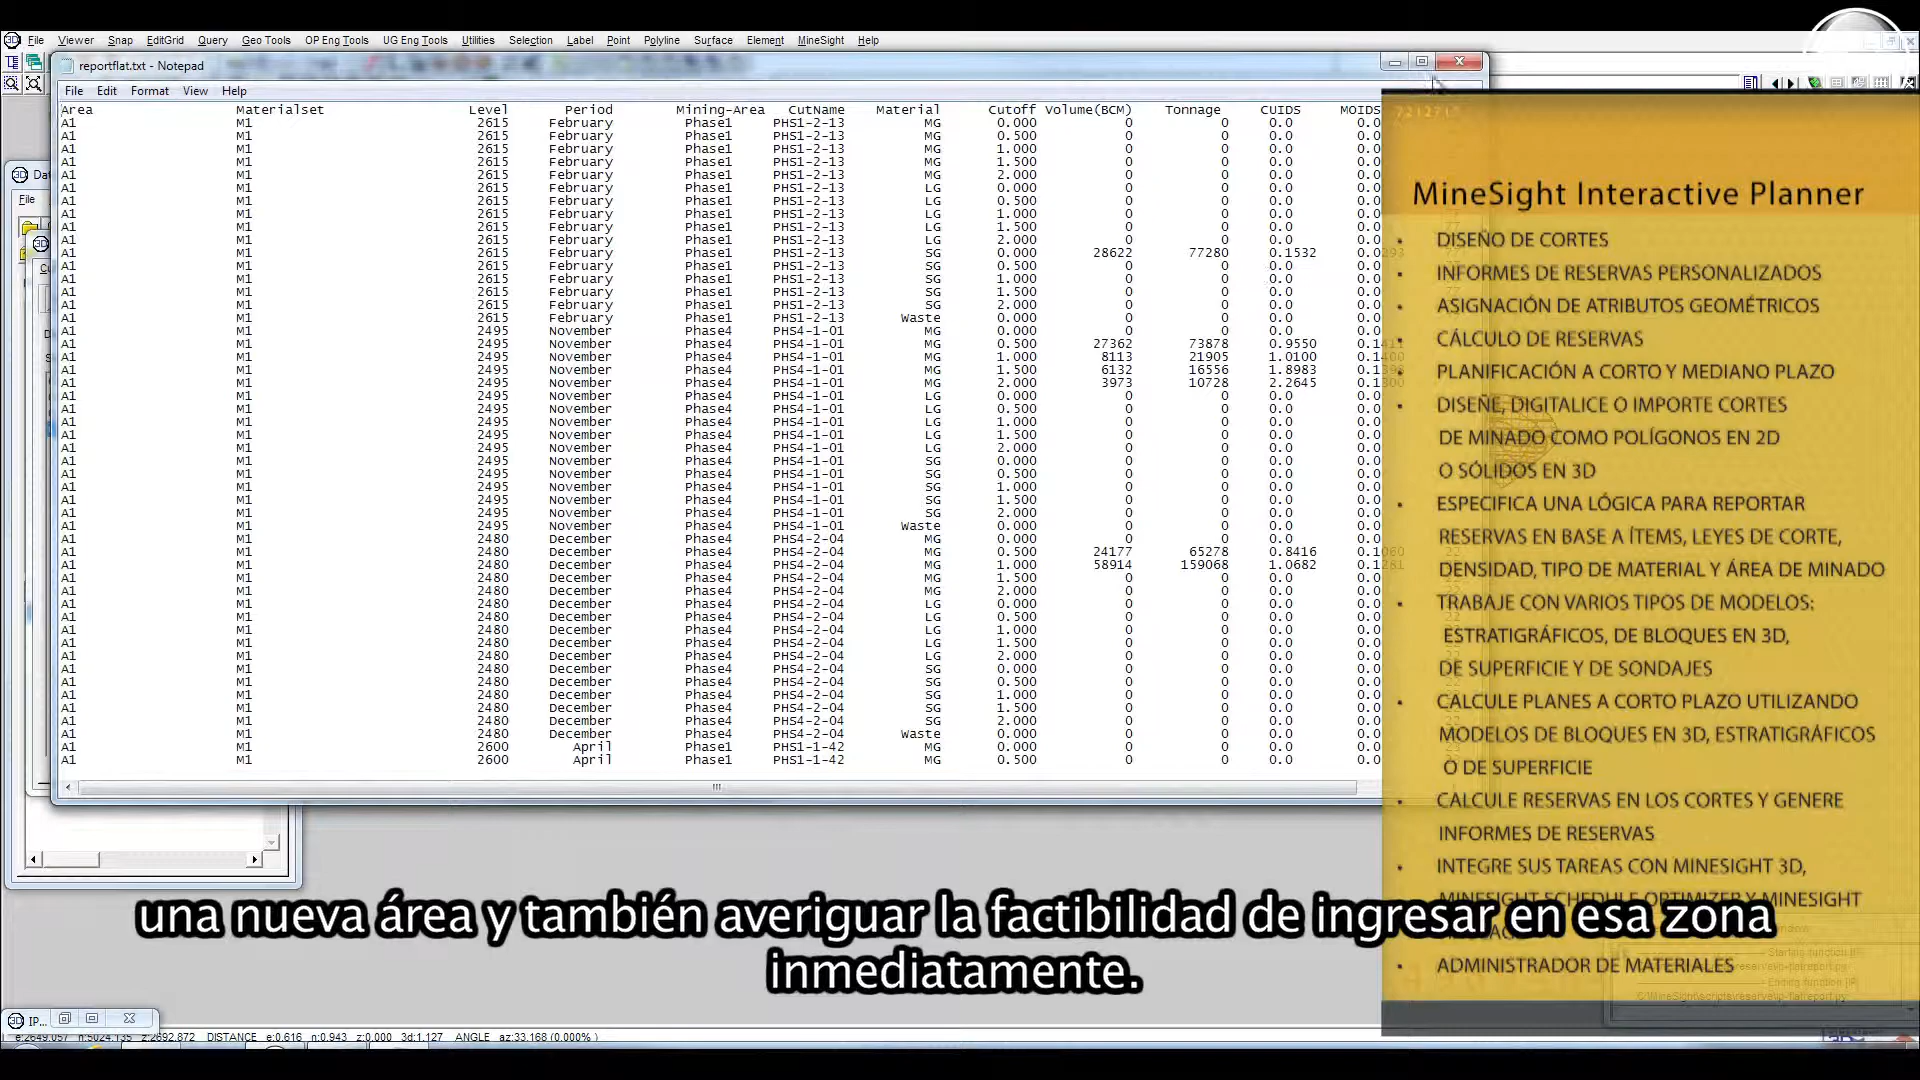 File Viewer Snap EditGrid Query Geo Tools OP Eng Tools UG Eng Tools Utilities Selection Label Point Polyline Surface Element MineSight Help
reportflat.txt - Notepad
File Edit Format View Help
Area Materialset Level Period Mining-Area CutName Material Cutoff Volume(BCM) Tonnage CUIDS MOIDS
A1 M1 2615 February Phase1 PHS1-2-13 MG 0.000 0 0 0.0 0.0
A1 M1 2615 February Phase1 PHS1-2-13 MG 0.500 0 0 0.0 0.0
A1 M1 2615 February Phase1 PHS1-2-13 MG 1.000 0 0 0.0 0.0
A1 M1 2615 February Phase1 PHS1-2-13 MG 1.500 0 0 0.0 0.0
A1 M1 2615 February Phase1 PHS1-2-13 MG 2.000 0 0 0.0 0.0
A1 M1 2615 February Phase1 PHS1-2-13 LG 0.000 0 0 0.0 0.0
A1 M1 2615 February Phase1 PHS1-2-13 LG 0.500 0 0 0.0 0.0
A1 M1 2615 February Phase1 PHS1-2-13 LG 1.000 0 0 0.0 0.0
A1 M1 2615 February Phase1 PHS1-2-13 LG 1.500 0 0 0.0 0.0
A1 M1 2615 February Phase1 PHS1-2-13 LG 2.000 0 0 0.0 0.0
A1 M1 2615 February Phase1 PHS1-2-13 SG 0.000 28622 77280 0.1532
A1 M1 2615 February Phase1 PHS1-2-13 SG 0.500 0 0 0.0 0.0
A1 M1 2615 February Phase1 PHS1-2-13 SG 1.000 0 0 0.0 0.0
A1 M1 2615 February Phase1 PHS1-2-13 SG 1.500 0 0 0.0 0.0
A1 M1 2615 February Phase1 PHS1-2-13 SG 2.000 0 0 0.0 0.0
A1 M1 2615 February Phase1 PHS1-2-13 Waste 0.000 0 0 0.0 0.0
A1 M1 2495 November Phase4 PHS4-1-01 MG 0.000 0 0 0.0 0.0
A1 M1 2495 November Phase4 PHS4-1-01 MG 0.500 27362 73878 0.9550
A1 M1 2495 November Phase4 PHS4-1-01 MG 1.000 8113 21905 1.0100
A1 M1 2495 November Phase4 PHS4-1-01 MG 1.500 6132 16556 1.8983
A1 M1 2495 November Phase4 PHS4-1-01 MG 2.000 3973 10728 2.2645
A1 M1 2495 November Phase4 PHS4-1-01 LG 0.000 0 0 0.0 0.0
A1 M1 2495 November Phase4 PHS4-1-01 LG 0.500 0 0 0.0 0.0
A1 M1 2495 November Phase4 PHS4-1-01 LG 1.000 0 0 0.0 0.0
A1 M1 2495 November Phase4 PHS4-1-01 LG 1.500 0 0 0.0 0.0
A1 M1 2495 November Phase4 PHS4-1-01 LG 2.000 0 0 0.0 0.0
A1 M1 2495 November Phase4 PHS4-1-01 SG 0.000 0 0 0.0 0.0
A1 M1 2495 November Phase4 PHS4-1-01 SG 0.500 0 0 0.0 0.0
A1 M1 2495 November Phase4 PHS4-1-01 SG 1.000 0 0 0.0 0.0
A1 M1 2495 November Phase4 PHS4-1-01 SG 1.500 0 0 0.0 0.0
A1 M1 2495 November Phase4 PHS4-1-01 SG 2.000 0 0 0.0 0.0
A1 M1 2495 November Phase4 PHS4-1-01 Waste 0.000 0 0 0.0 0.0
A1 M1 2480 December Phase4 PHS4-2-04 MG 0.000 0 0 0.0 0.0
A1 M1 2480 December Phase4 PHS4-2-04 MG 0.500 24177 65278 0.8416
A1 M1 2480 December Phase4 PHS4-2-04 MG 1.000 58914 159068 1.0682
A1 M1 2480 December Phase4 PHS4-2-04 MG 1.500 0 0 0.0 0.0
A1 M1 2480 December Phase4 PHS4-2-04 MG 2.000 0 0 0.0 0.0
A1 M1 2480 December Phase4 PHS4-2-04 LG 0.000 0 0 0.0 0.0
A1 M1 2480 December Phase4 PHS4-2-04 LG 0.500 0 0 0.0 0.0
A1 M1 2480 December Phase4 PHS4-2-04 LG 1.000 0 0 0.0 0.0
A1 M1 2480 December Phase4 PHS4-2-04 LG 1.500 0 0 0.0 0.0
A1 M1 2480 December Phase4 PHS4-2-04 LG 2.000 0 0 0.0 0.0
A1 M1 2480 December Phase4 PHS4-2-04 SG 0.000 0 0 0.0 0.0
A1 M1 2480 December Phase4 PHS4-2-04 SG 0.500 0 0 0.0 0.0
A1 M1 2480 December Phase4 PHS4-2-04 SG 1.000 0 0 0.0 0.0
A1 M1 2480 December Phase4 PHS4-2-04 SG 1.500 0 0 0.0 0.0
A1 M1 2480 December Phase4 PHS4-2-04 SG 2.000 0 0 0.0 0.0
A1 M1 2480 December Phase4 PHS4-2-04 Waste 0.000 0 0 0.0 0.0
A1 M1 2600 April Phase1 PHS1-1-42 MG 0.000 0 0 0.0 0.0
A1 M1 2600 April Phase1 PHS1-1-42 MG 0.500 0 0 0.0 0.0
File
MineSight Interactive Planner
• DISEÑO DE CORTES
• INFORMES DE RESERVAS PERSONALIZADOS
• ASIGNACIÓN DE ATRIBUTOS GEOMÉTRICOS
• CÁLCULO DE RESERVAS
• PLANIFICACIÓN A CORTO Y MEDIANO PLAZO
• DISEÑE, DIGITALICE O IMPORTE CORTES
DE MINADO COMO POLÍGONOS EN 2D
O SÓLIDOS EN 3D
• ESPECIFICA UNA LÓGICA PARA REPORTAR
RESERVAS EN BASE A ÍTEMS, LEYES DE CORTE,
DENSIDAD, TIPO DE MATERIAL Y ÁREA DE MINADO
• TRABAJE CON VARIOS TIPOS DE MODELOS:
ESTRATIGRÁFICOS, DE BLOQUES EN 3D,
DE SUPERFICIE Y DE SONDAJES
• CALCULE PLANES A CORTO PLAZO UTILIZANDO
MODELOS DE BLOQUES EN 3D, ESTRATIGRÁFICOS
O DE SUPERFICIE
• CALCULE RESERVAS EN LOS CORTES Y GENERE
INFORMES DE RESERVAS
• INTEGRE SUS TAREAS CON MINESIGHT 3D,
MINESIGHT SCHEDULE OPTIMIZER Y MINESIGHT
• ADMINISTRADOR DE MATERIALES
una nueva área y también averiguar la factibilidad de ingresar en esa zona
inmediatamente.
IP...
e:2649.057 n:5024.135 z:2692.872 DISTANCE e:0.616 n:0.943 z:0.000 3d:1.127 ANGLE az:33.168 (0.000% )